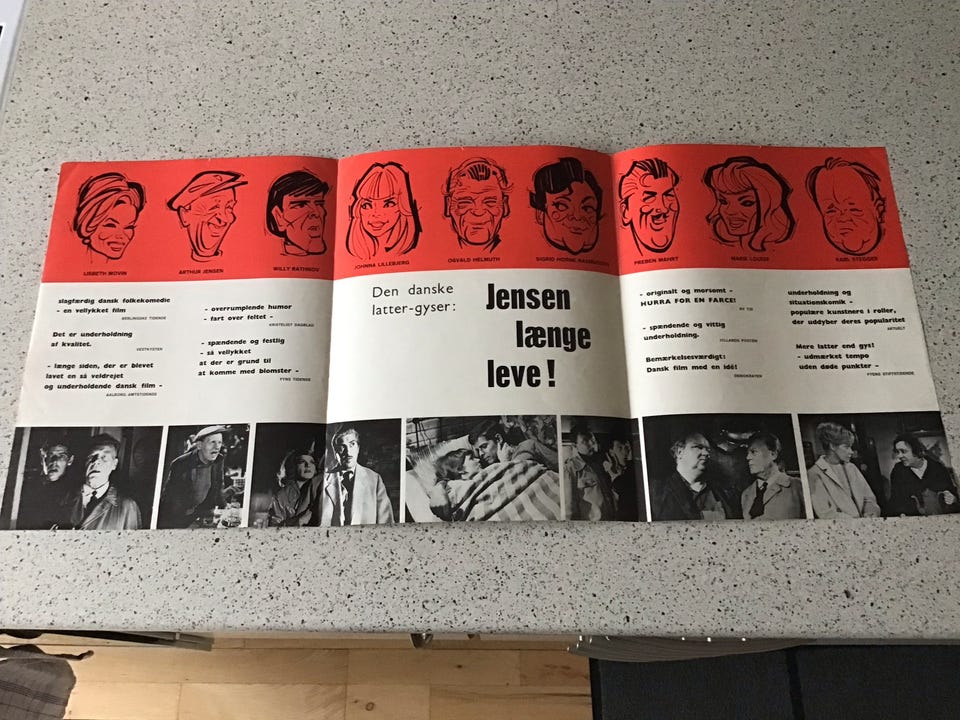 LISBETH MOVIN
ARTHUR JENSEN
WILLY RATHNOV
JOHNNA LILLEBJERG
OSVALD HELMUTH
SIGRID HORNE-RASMUSSEN
PREBEN MAHRT
MARIE LOUISE
KARL STEGGER
slagfærdig dansk folkekomedie
- en vellykket film
BERLINGSKE TIDENDE
Det er underholdning
af kvalitet.
VESTKYSTEN
- længe siden, der er blevet
lavet en så veldrejet
og underholdende dansk film -
AALBORG AMTSTIDENDE
- overrumplende humor
- fart over feltet -
KRISTELIGT DAGBLAD
- spændende og festlig
- så vellykket
at der er grund til
at komme med blomster -
FYNS TIDENDE
Den danske
latter-gyser:
Jensen
længe
leve!
- originalt og morsomt -
HURRA FOR EN FARCE!
NY TID
- spændende og vittig
underholdning.
JYLLANDS POSTEN
Bemærkelsesværdigt:
Dansk film med en idé!
DEMOKRATEN
underholdning og
situationskomik -
populære kunstnere i roller,
der uddyber deres popularitet
AKTUELT
Mere latter end gys!
- udmærket tempo
uden døde punkter -
FYENS STIFTSTIDENDE